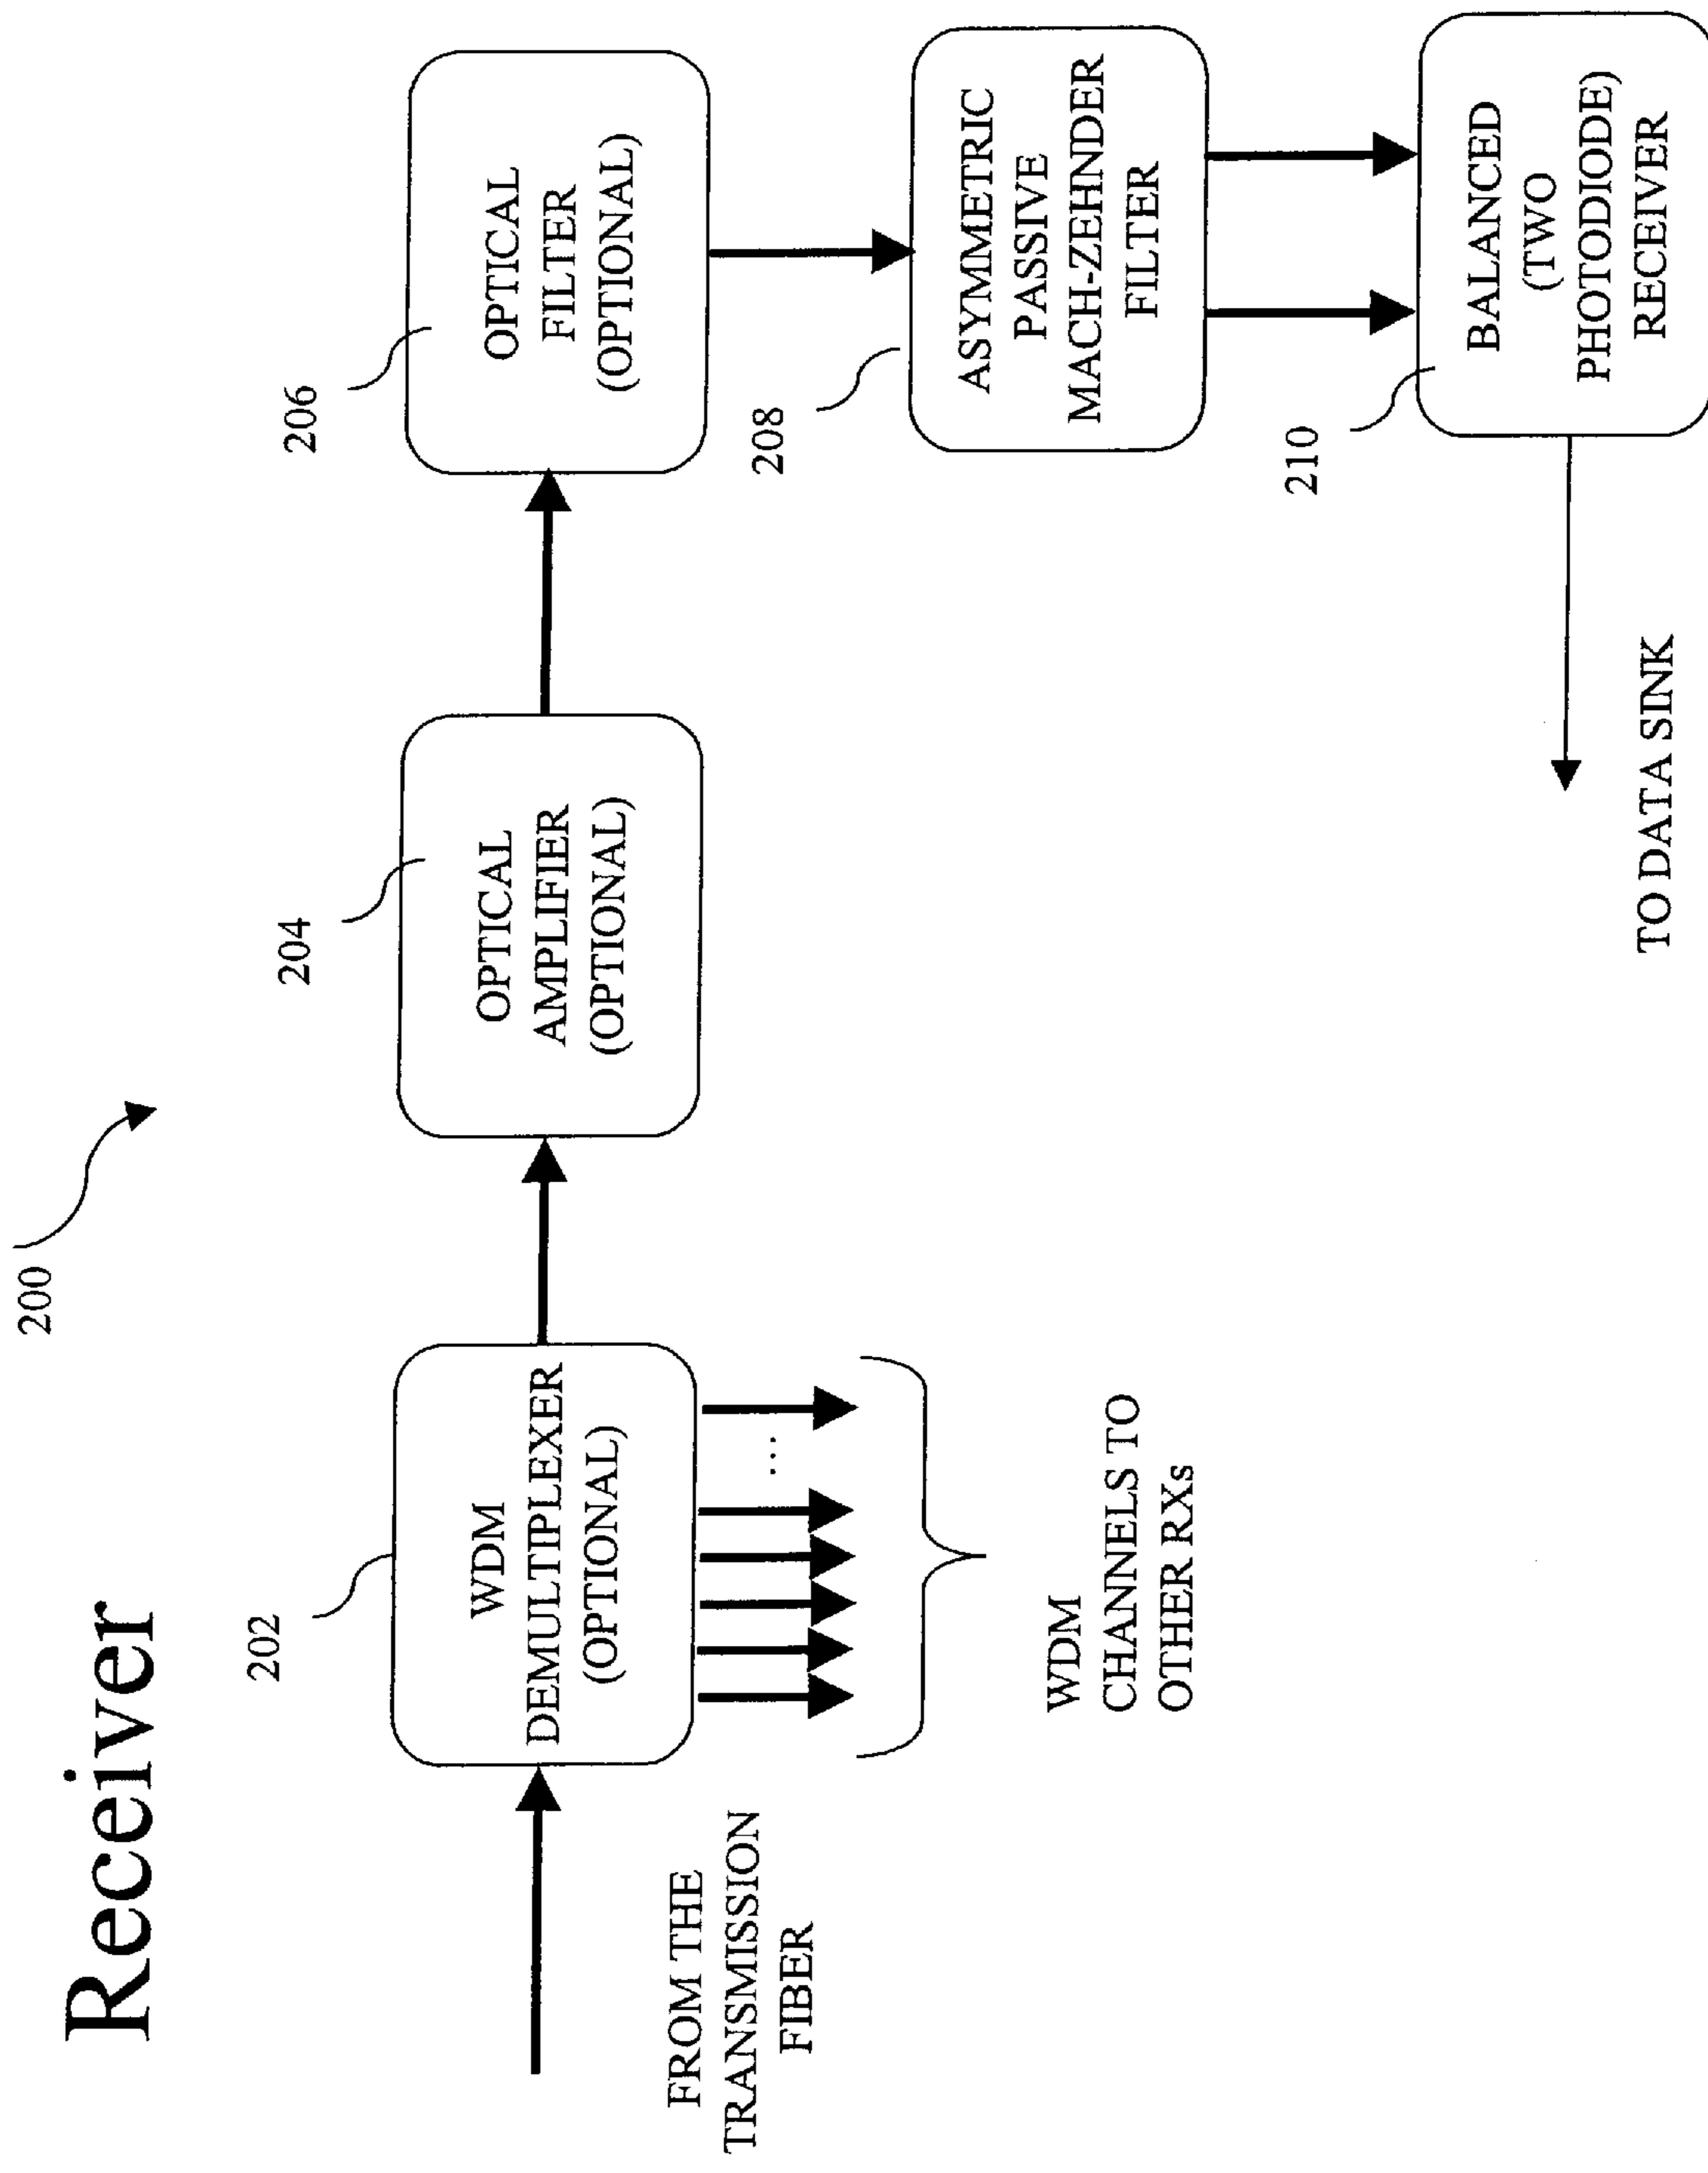 Receiver
200
202
WDM
DEMULTIPLEXER
(OPTIONAL)
204
OPTICAL
AMPLIFIER
(OPTIONAL)
206
OPTICAL
FILTER
(OPTIONAL)
FROM THE
TRANSMISSION
FIBER
...
WDM
CHANNELS TO
OTHER RXs
208
ASYMMETRIC
PASSIVE
MACH-ZEHNDER
FILTER
210
BALANCED
(TWO
PHOTODIODE)
RECEIVER
TO DATA SINK